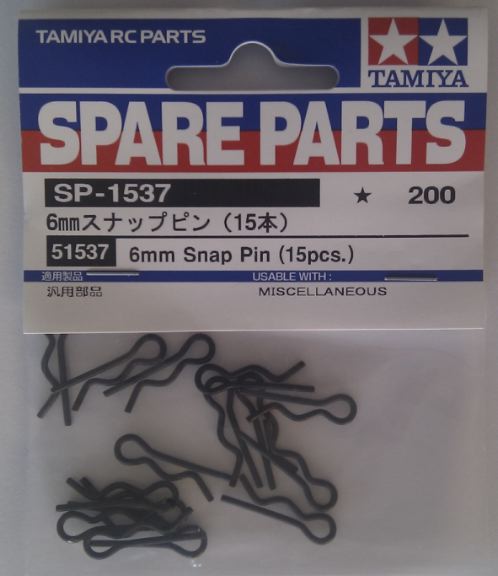 TAMIYA RC PARTS
TAMIYA
SPARE PARTS
SP-1537 ★ 200
6mmスナップピン(15本)
51537 6mm Snap Pin (15pcs.)
適用製品 USABLE WITH :
汎用部品 MISCELLANEOUS